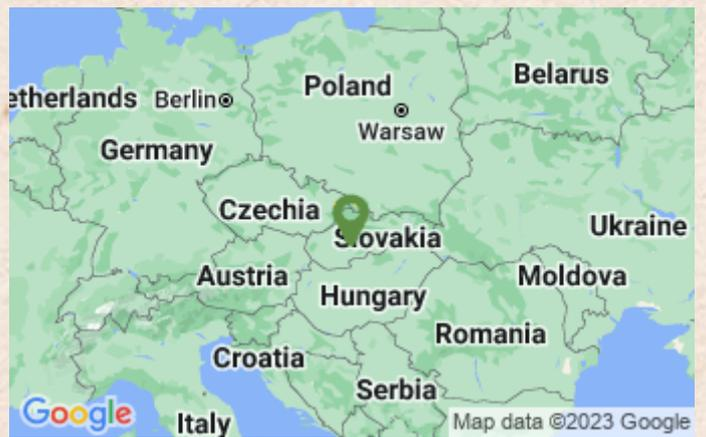 Poland
Belarus
etherlands
Berlin
Warsaw
Germany
Czechia
Slovakia
Ukraine
Austria
Moldova
Hungary
Romania
Croatia
Serbia
Google
Italy
Map data ©2023 Google